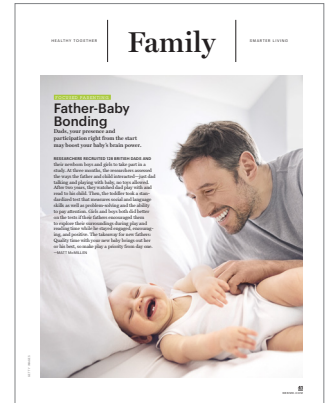 HEALTHY TOGETHER
Family
SMARTER LIVING
Father-Baby
Bonding
Dads, your presence and
participation right from the start
may boost your baby's brain power.
RESEARCHERS RECRUITED 128 BRITISH DADS AND
their newborn boys and girls to take part in a
study. At three months, the researchers assessed
the ways the father and child interacted—just dad
talking and playing with baby, no toys allowed.
After two years, they watched dad play with and
read to his child. Then, the toddler took a stan-
dardized test that measures social and language
skills as well as problem-solving and the ability
to pay attention. Girls and boys both did better
on the tests if their fathers encouraged them
to explore their surroundings during play and
reading time while he stayed engaged, encourag-
ing, and positive. The takeaway for new fathers:
Quality time with your new baby brings out her
or his best, so make play a priority from day one.
—MATT McMILLEN